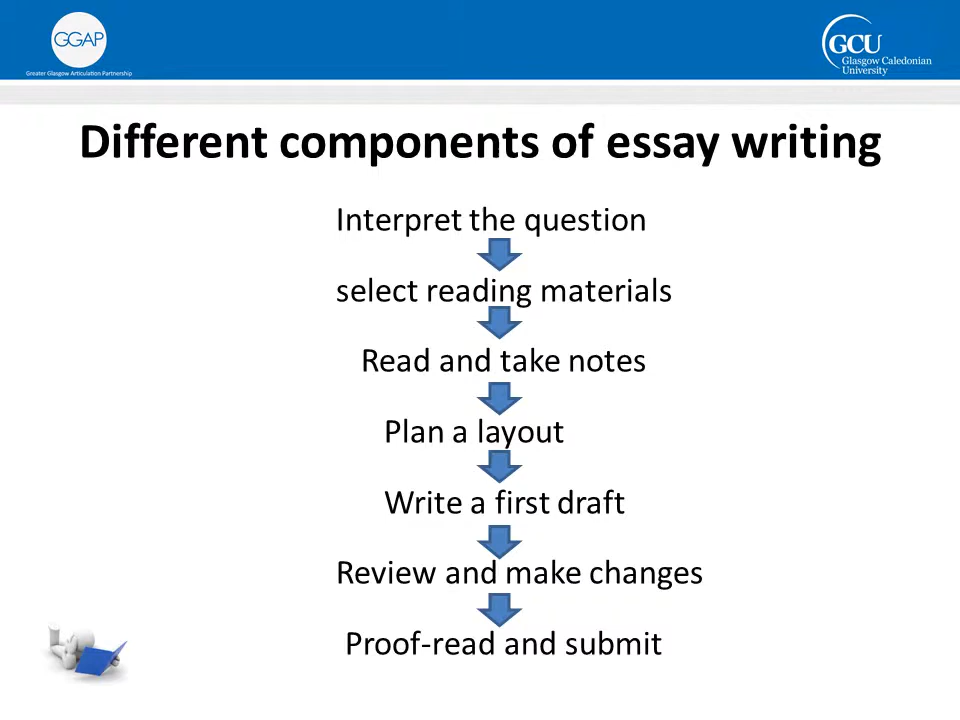 GGAP
Greater Glasgow Articulation Partnership
GCU
Glasgow Caledonian
University
Different components of essay writing
Interpret the question
select reading materials
Read and take notes
Plan a layout
Write a first draft
Review and make changes
Proof-read and submit